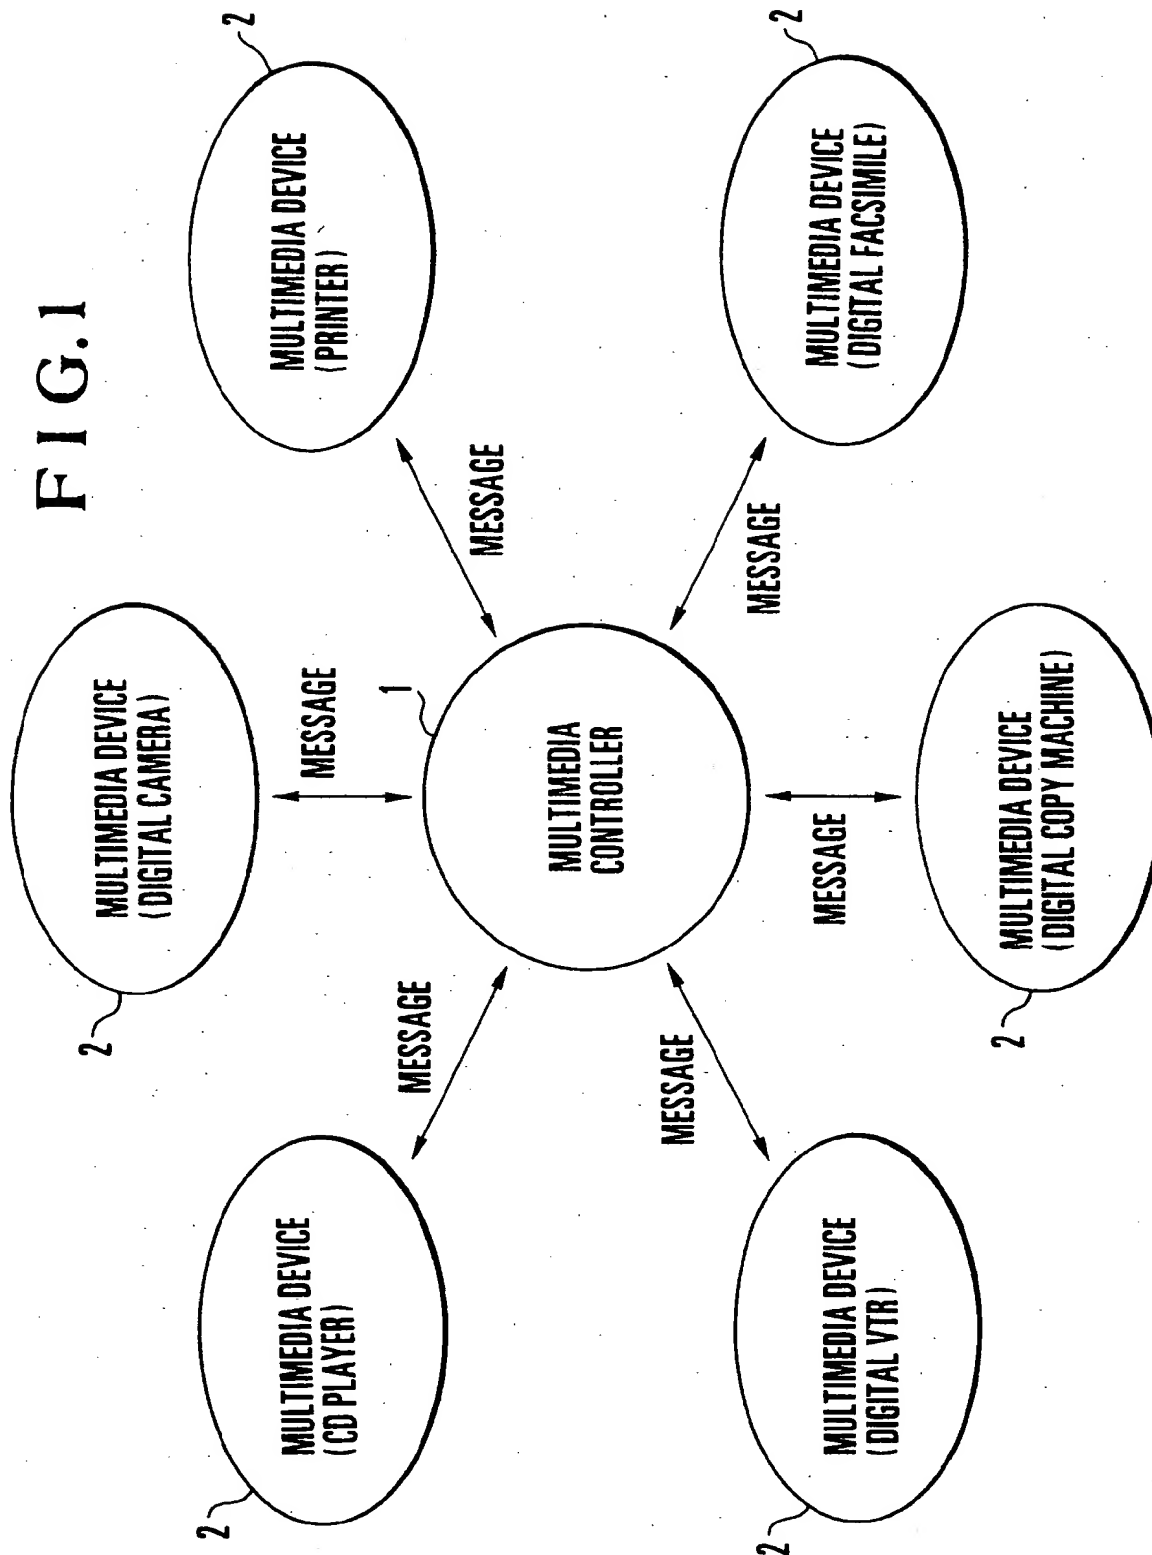 FIG.1
MULTIMEDIA DEVICE
(DIGITAL CAMERA)
2
MESSAGE
MULTIMEDIA DEVICE
(CD PLAYER)
2
MESSAGE
MULTIMEDIA DEVICE
(PRINTER)
2
MESSAGE
1
MULTIMEDIA
CONTROLLER
MULTIMEDIA DEVICE
(DIGITAL VTR)
2
MESSAGE
MULTIMEDIA DEVICE
(DIGITAL COPY MACHINE)
2
MESSAGE
MULTIMEDIA DEVICE
(DIGITAL FACSIMILE)
2
MESSAGE